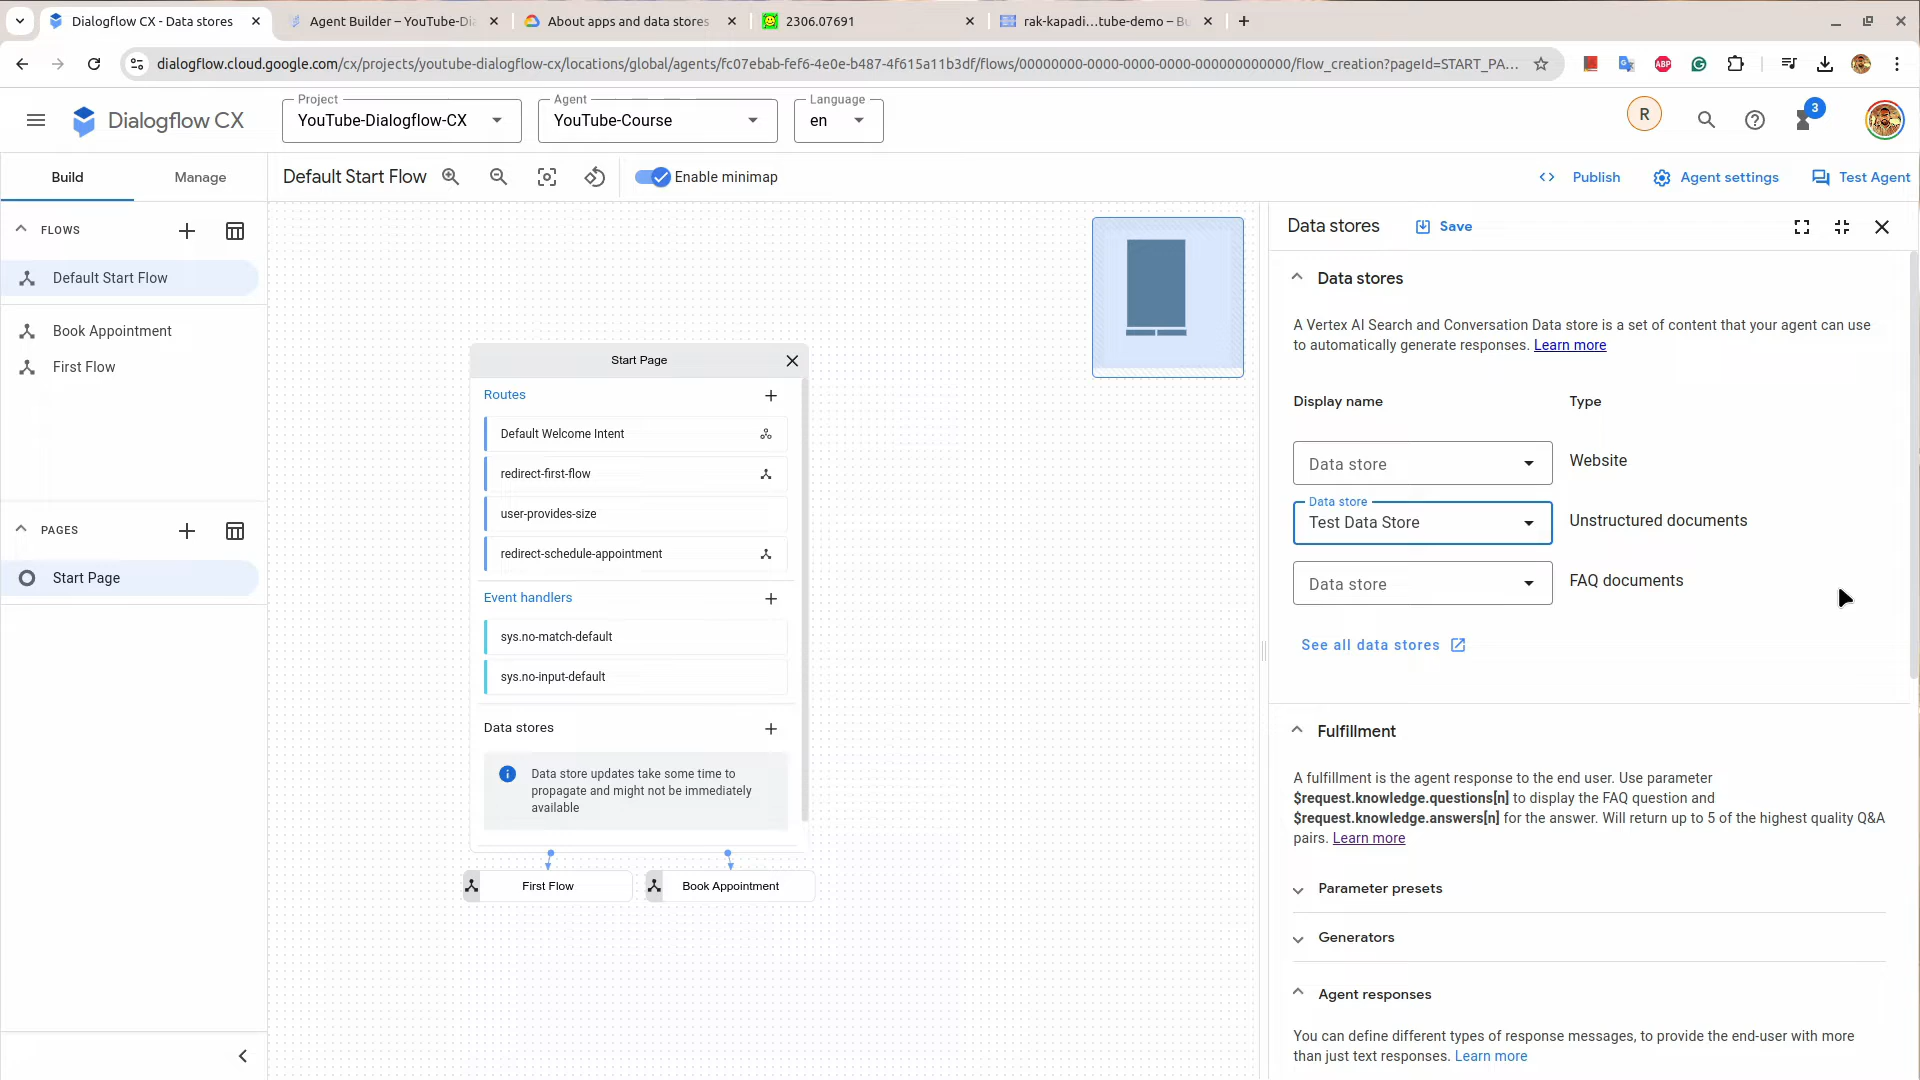 Dialogflow CX - Data stores
Agent Builder – YouTube-Di
About apps and data stores
2306.07691
rak-kapadi...tube-demo – Bu
dialogflow.cloud.google.com/cx/projects/youtube-dialogflow-cx/locations/global/agents/fc07ebab-fef6-4e0e-b487-4f615a11b3df/flows/00000000-0000-0000-0000-000000000000/flow_creation?pageId=START_PA...
ABP
Dialogflow CX
Project
YouTube-Dialogflow-CX
Agent
YouTube-Course
Language
en
R
3
Build
Manage
Default Start Flow
Enable minimap
Publish
Agent settings
Test Agent
FLOWS
Default Start Flow
Book Appointment
First Flow
PAGES
Start Page
Start Page
Routes
Default Welcome Intent
redirect-first-flow
user-provides-size
redirect-schedule-appointment
Event handlers
sys.no-match-default
sys.no-input-default
Data stores
Data store updates take some time to
propagate and might not be immediately
available
First Flow
Book Appointment
Data stores
Save
Data stores
A Vertex AI Search and Conversation Data store is a set of content that your agent can use
to automatically generate responses. Learn more
Display name
Type
Data store
Website
Data store
Test Data Store
Unstructured documents
Data store
FAQ documents
See all data stores
Fulfillment
A fulfillment is the agent response to the end user. Use parameter
$request.knowledge.questions[n] to display the FAQ question and
$request.knowledge.answers[n] for the answer. Will return up to 5 of the highest quality Q&A
pairs. Learn more
Parameter presets
Generators
Agent responses
You can define different types of response messages, to provide the end-user with more
than just text responses. Learn more